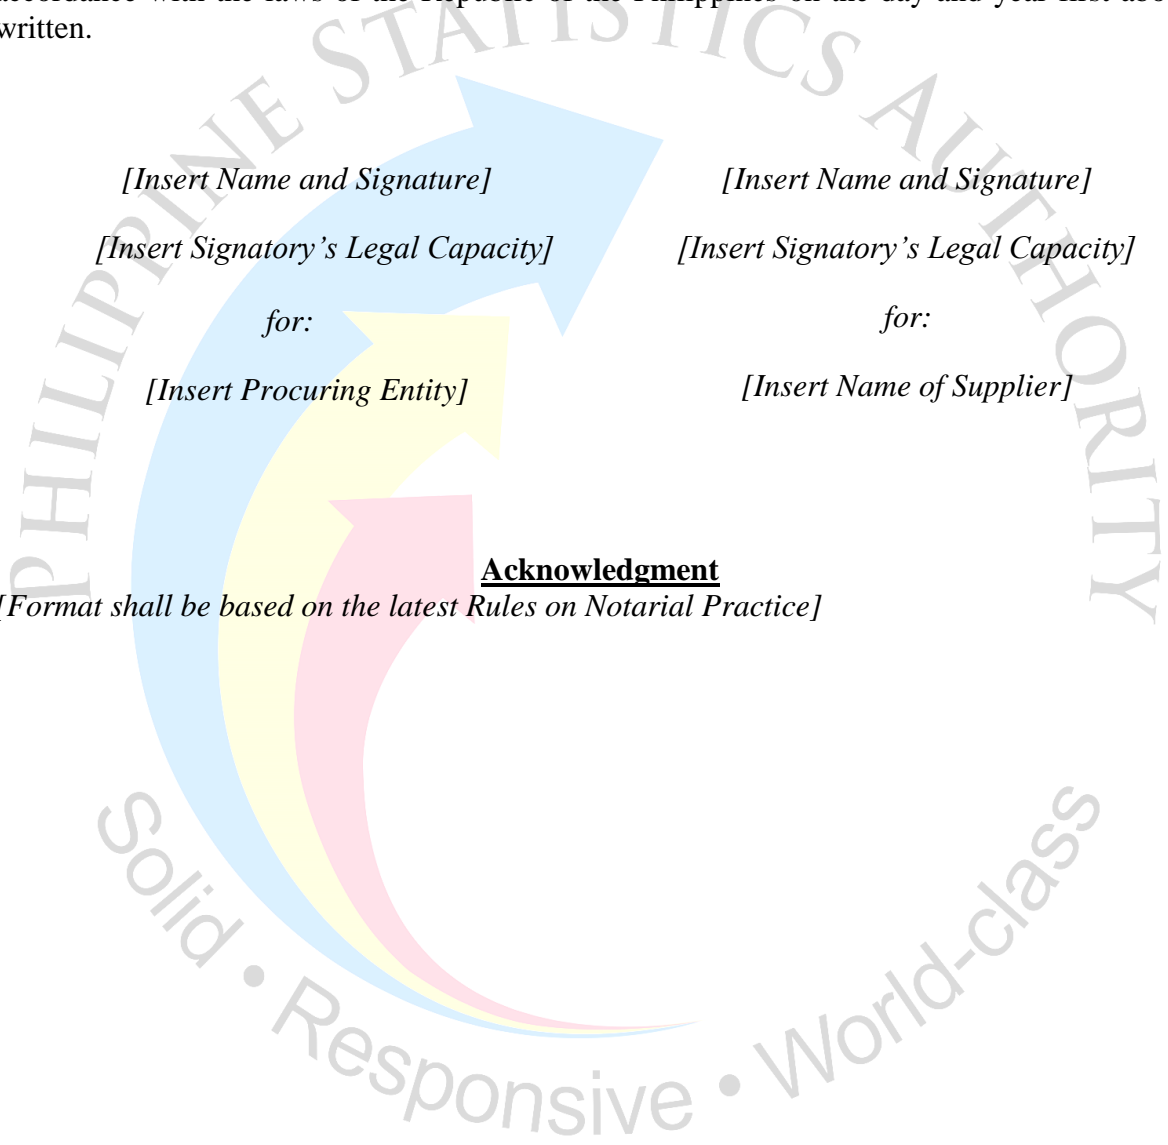 accordance with the laws of the Republic of the Philippines on the day and year first abo
written.
[Insert Name and Signature]
[Insert Name and Signature]
[Insert Signatory’s Legal Capacity]
[Insert Signatory’s Legal Capacity]
for:
for:
[Insert Procuring Entity]
[Insert Name of Supplier]
Acknowledgment
[Format shall be based on the latest Rules on Notarial Practice]
PHILIPPINE STATISTICS AUTHORITY
Solid • Responsive • World-class